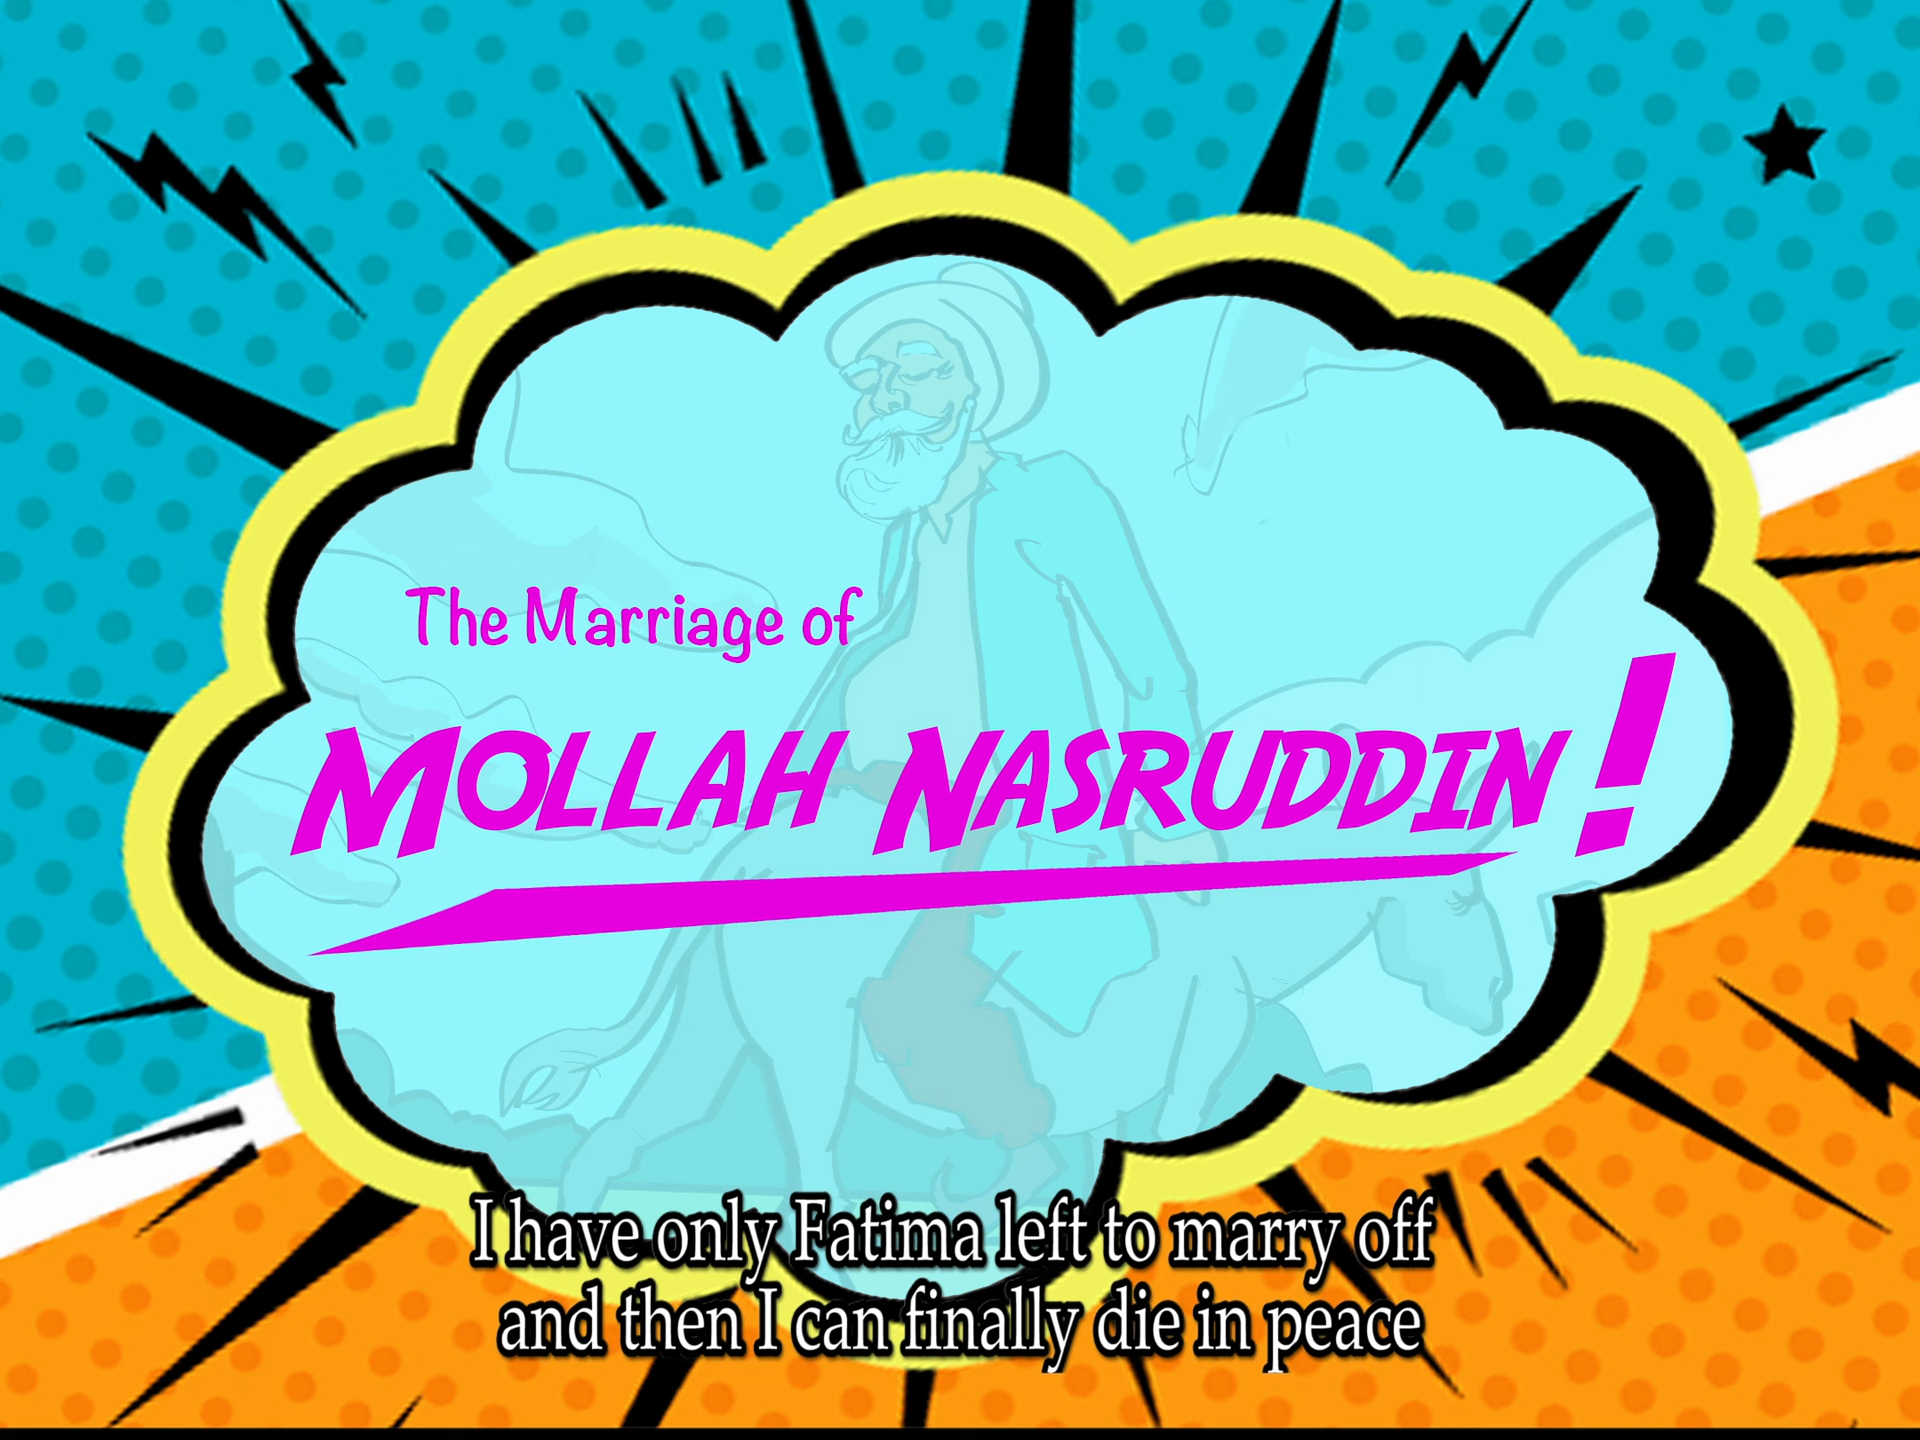 The Marriage of
MOLLAH NASRUDDIN!
I have only Fatima left to marry off
and then I can finally die in peace